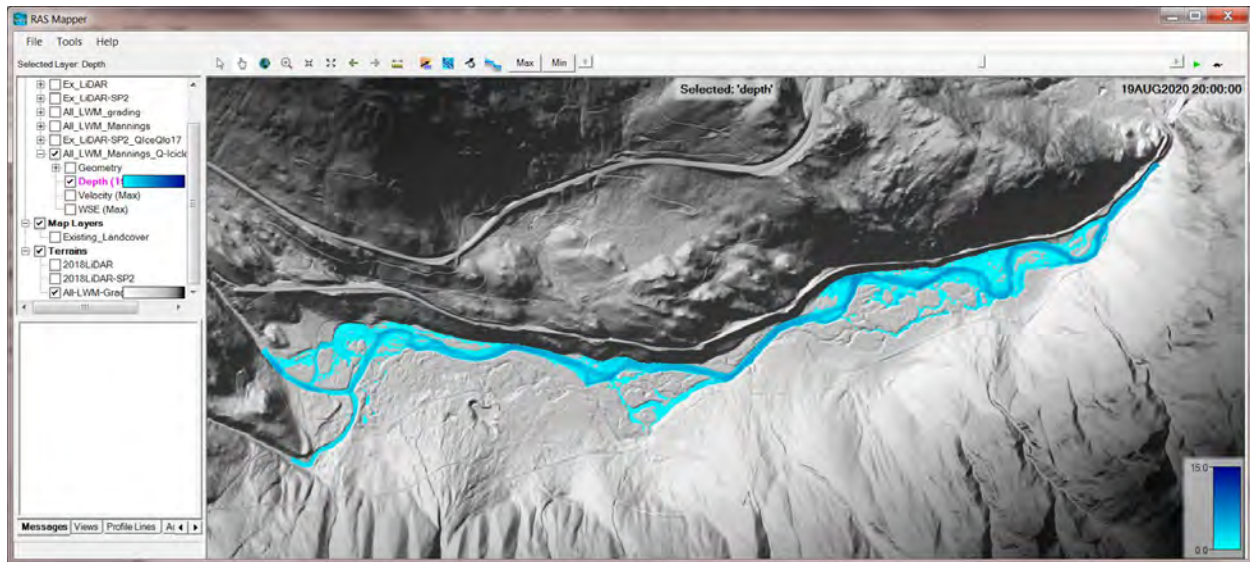 RAS Mapper
File Tools Help
Selected Layer: Depth
Max Min
Ex_LiDAR
Ex_LiDAR-SP2
All_LWM_grading
All_LWM_Mannings
Ex_LiDAR-SP2_QIceQlo17
All_LWM_Mannings_Q-Icicle
Geometry
Depth (15
Velocity (Max)
WSE (Max)
Map Layers
Existing_Landcover
Terrains
2018LiDAR
2018LiDAR-SP2
All-LWM-Grad
Messages Views Profile Lines
Selected: 'depth'
19AUG2020 20:00:00
15.0
0.0